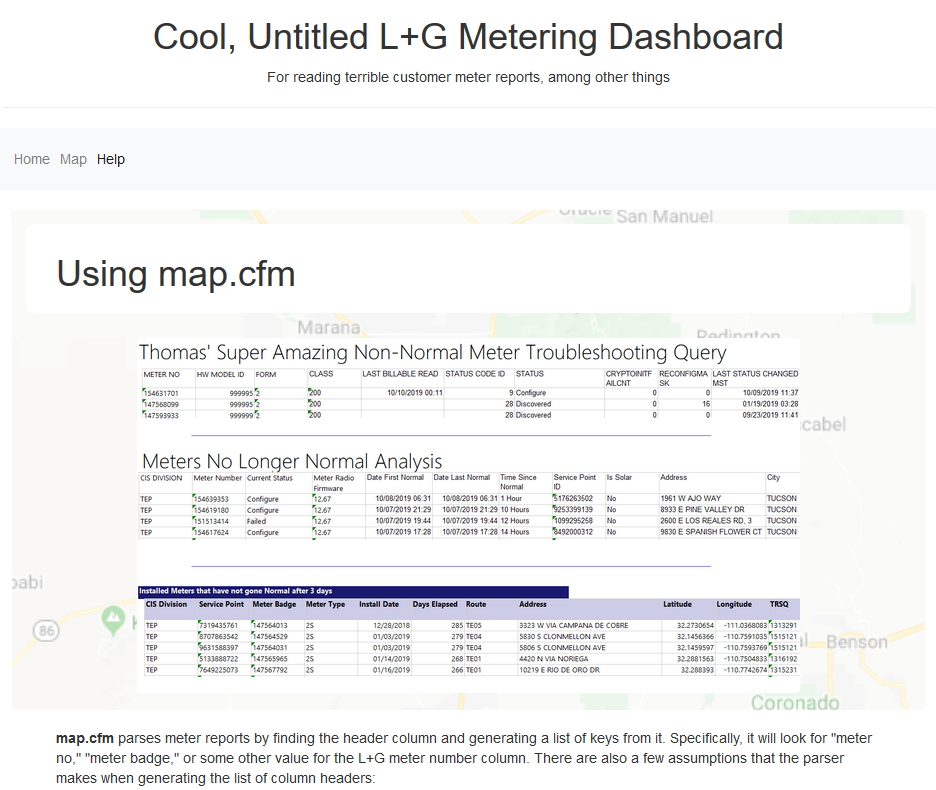 Cool, Untitled L+G Metering Dashboard
For reading terrible customer meter reports, among other things
Home Map Help
San Manuel
Using map.cfm
Marana
Redington
Thomas' Super Amazing Non-Normal Meter Troubleshooting Query
METER NO HW MODEL ID FORM CLASS LAST BILLABLE READ STATUS CODE ID STATUS CRYPTOINITF RECONFIGMA LAST STATUS CHANGED
AILCNT SK MST
154631701 999995 2 200 10/10/2019 00:11 9 Configure 0 0 10/09/2019 11:37
147568099 999995 2 200 28 Discovered 0 16 01/19/2019 03:28
147593933 999999 2 200 28 Discovered 0 0 09/23/2019 11:41
scabel
Meters No Longer Normal Analysis
CIS DIVISION Meter Number Current Status Meter Radio Date First Normal Date Last Normal Time Since Service Point Is Solar Address City
Firmware Normal ID
TEP 154639353 Configure 12.67 10/08/2019 06:31 10/08/2019 06:31 1 Hour 5176263502 No 1961 W AJO WAY TUCSON
TEP 154619180 Configure 12.67 10/07/2019 21:29 10/07/2019 21:29 10 Hours 9253399139 No 8933 E PINE VALLEY DR TUCSON
TEP 151513414 Failed 12.67 10/07/2019 19:44 10/07/2019 19:44 12 Hours 1099295258 No 2600 E LOS REALES RD, 3 TUCSON
TEP 154617624 Configure 12.67 10/07/2019 17:28 10/07/2019 17:28 14 Hours 8492000312 No 9830 E SPANISH FLOWER CT TUCSON
Installed Meters that have not gone Normal after 3 days
CIS Division Service Point Meter Badge Meter Type Install Date Days Elapsed Route Address Latitude Longitude TRSQ
TEP 7319435761 147564013 2S 12/28/2018 285 TE05 3323 W VIA CAMPANA DE COBRE 32.2730654 -111.0368083 1313291
TEP 8707863542 147564529 2S 01/03/2019 279 TE04 5830 S CLONMELLON AVE 32.1456366 -110.7591035 1515121
TEP 9631588397 147564031 2S 01/03/2019 279 TE04 5806 S CLONMELLON AVE 32.1459597 -110.7593769 1515121
TEP 5133888722 147565965 2S 01/14/2019 268 TE01 4420 N VIA NORIEGA 32.2881563 -110.7504833 1316192
TEP 7649225073 147567792 2S 01/16/2019 266 TE01 10219 E RIO DE ORO DR 32.288393 -110.7742674 1315231
86
Benson
Coronado
map.cfm parses meter reports by finding the header column and generating a list of keys from it. Specifically, it will look for "meter
no," "meter badge," or some other value for the L+G meter number column. There are also a few assumptions that the parser
makes when generating the list of column headers: